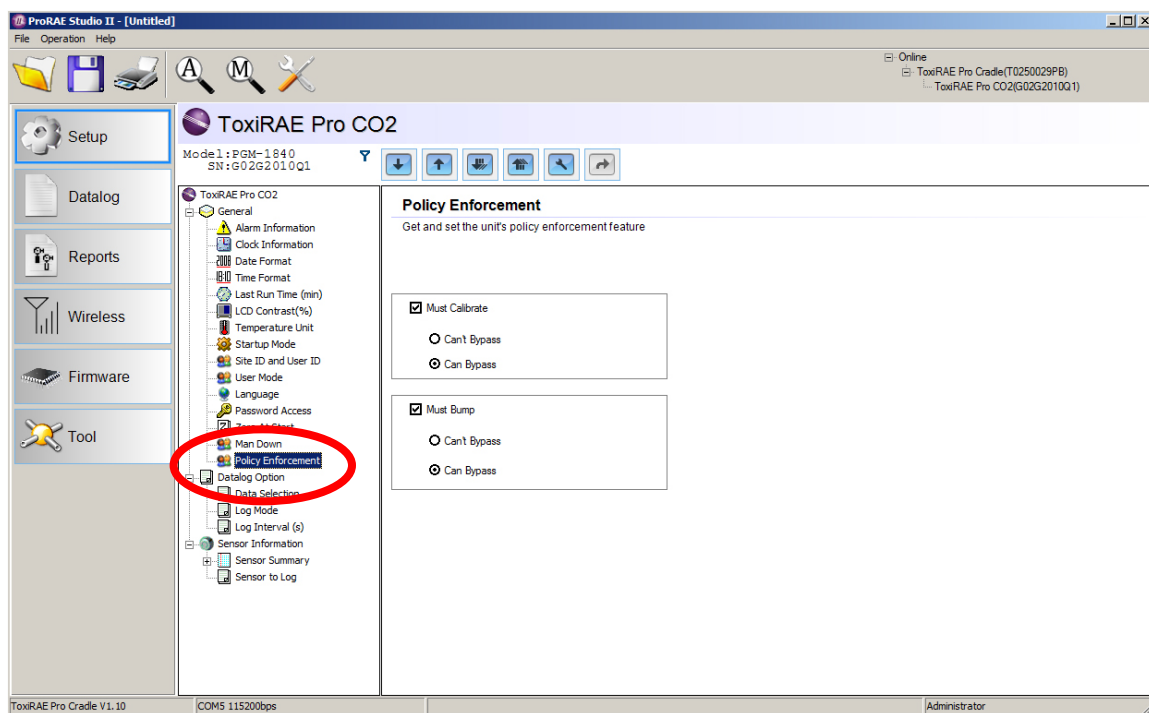 ProRAE Studio II - [Untitled]
File Operation Help
A
M
Online
ToxiRAE Pro Cradle(T0250029PB)
ToxiRAE Pro CO2(G02G2010Q1)
Setup
Datalog
Reports
Wireless
Firmware
Tool
ToxiRAE Pro CO2
Model:PGM-1840
SN:G02G2010Q1
ToxiRAE Pro CO2
General
Alarm Information
Clock Information
Date Format
Time Format
Last Run Time (min)
LCD Contrast(%)
Temperature Unit
Startup Mode
Site ID and User ID
User Mode
Language
Password Access
Zero At Start
Man Down
Policy Enforcement
Datalog Option
Data Selection
Log Mode
Log Interval (s)
Sensor Information
Sensor Summary
Sensor to Log
Policy Enforcement
Get and set the unit's policy enforcement feature
Must Calibrate
Can't Bypass
Can Bypass
Must Bump
Can't Bypass
Can Bypass
ToxiRAE Pro Cradle V1.10
COM5 115200bps
Administrator